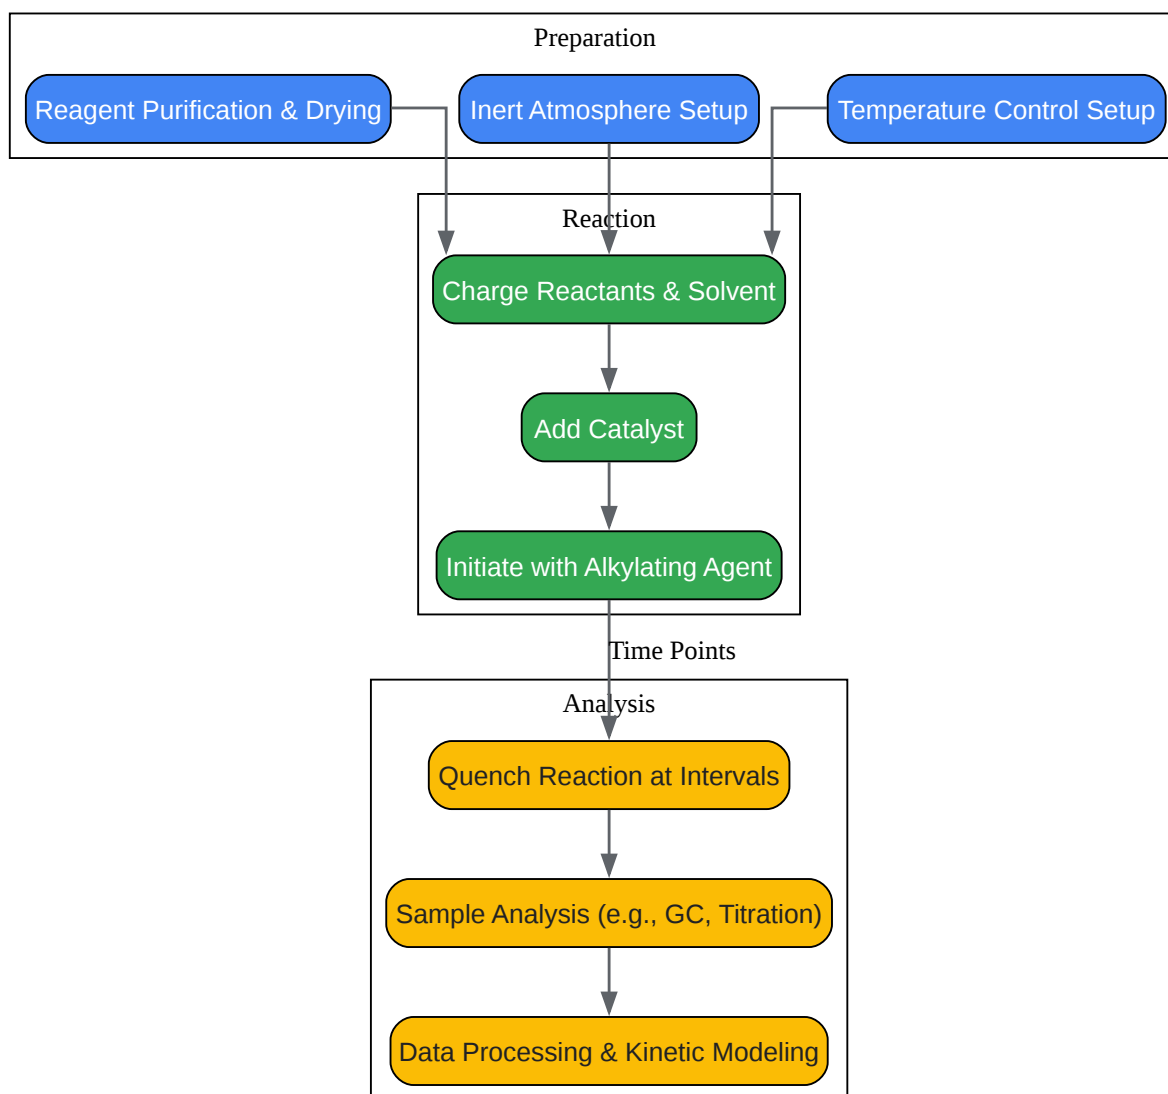 Preparation
Reagent Purification & Drying
Inert Atmosphere Setup
Temperature Control Setup
Reaction
Charge Reactants & Solvent
Add Catalyst
Initiate with Alkylating Agent
Time Points
Analysis
Quench Reaction at Intervals
Sample Analysis (e.g., GC, Titration)
Data Processing & Kinetic Modeling